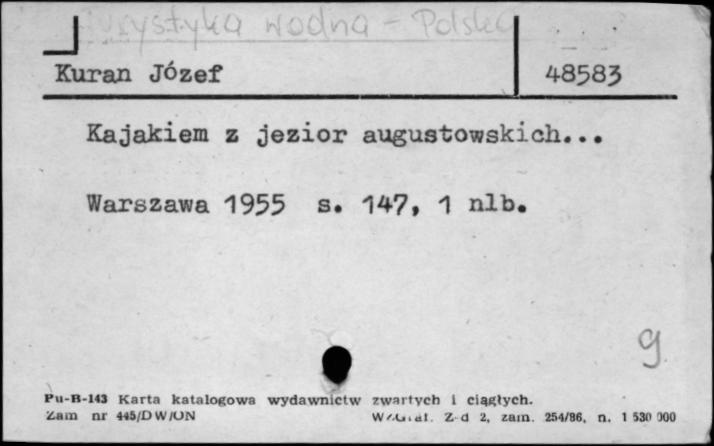 Turystyka wodna - Polska
Kuran Józef 48583
Kajakiem z jezior augustowskich...
Warszawa 1955 s. 147, 1 nlb.
9
Pu-B-143 Karta katalogowa wydawnictw zwartych i ciągłych.
Zam nr 445/DW/ON Z-d 2, zam. 254/86, n. 1 530 000